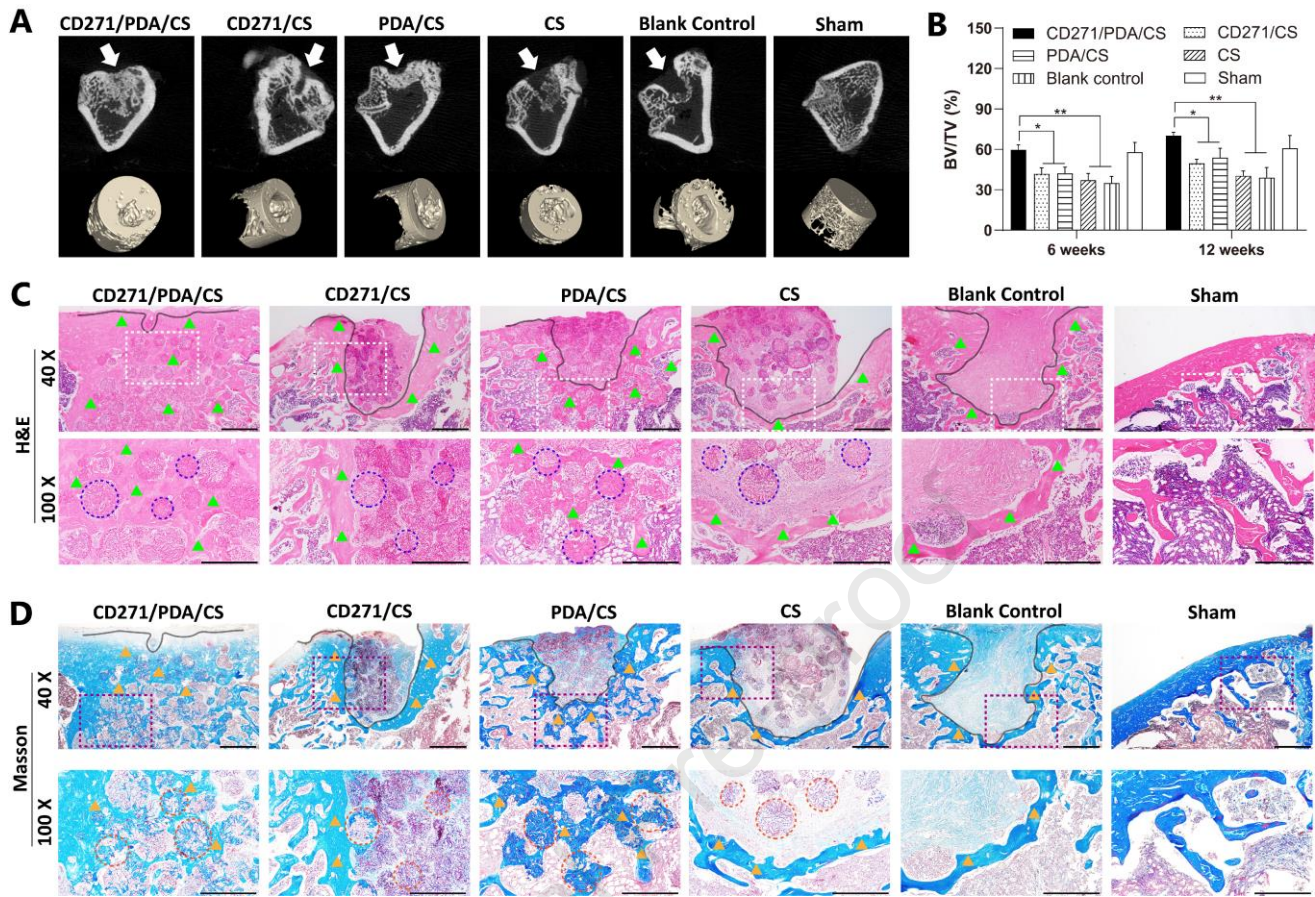 A
CD271/PDA/CS CD271/CS PDA/CS CS Blank Control Sham
B
CD271/PDA/CS CD271/CS
PDA/CS CS
Blank control Sham
BV/TV (%)
150
120
90
60
30
0
* ** * **
6 weeks 12 weeks
C
CD271/PDA/CS CD271/CS PDA/CS CS Blank Control Sham
H&E
40 X
100 X
D
CD271/PDA/CS CD271/CS PDA/CS CS Blank Control Sham
Masson
40 X
100 X